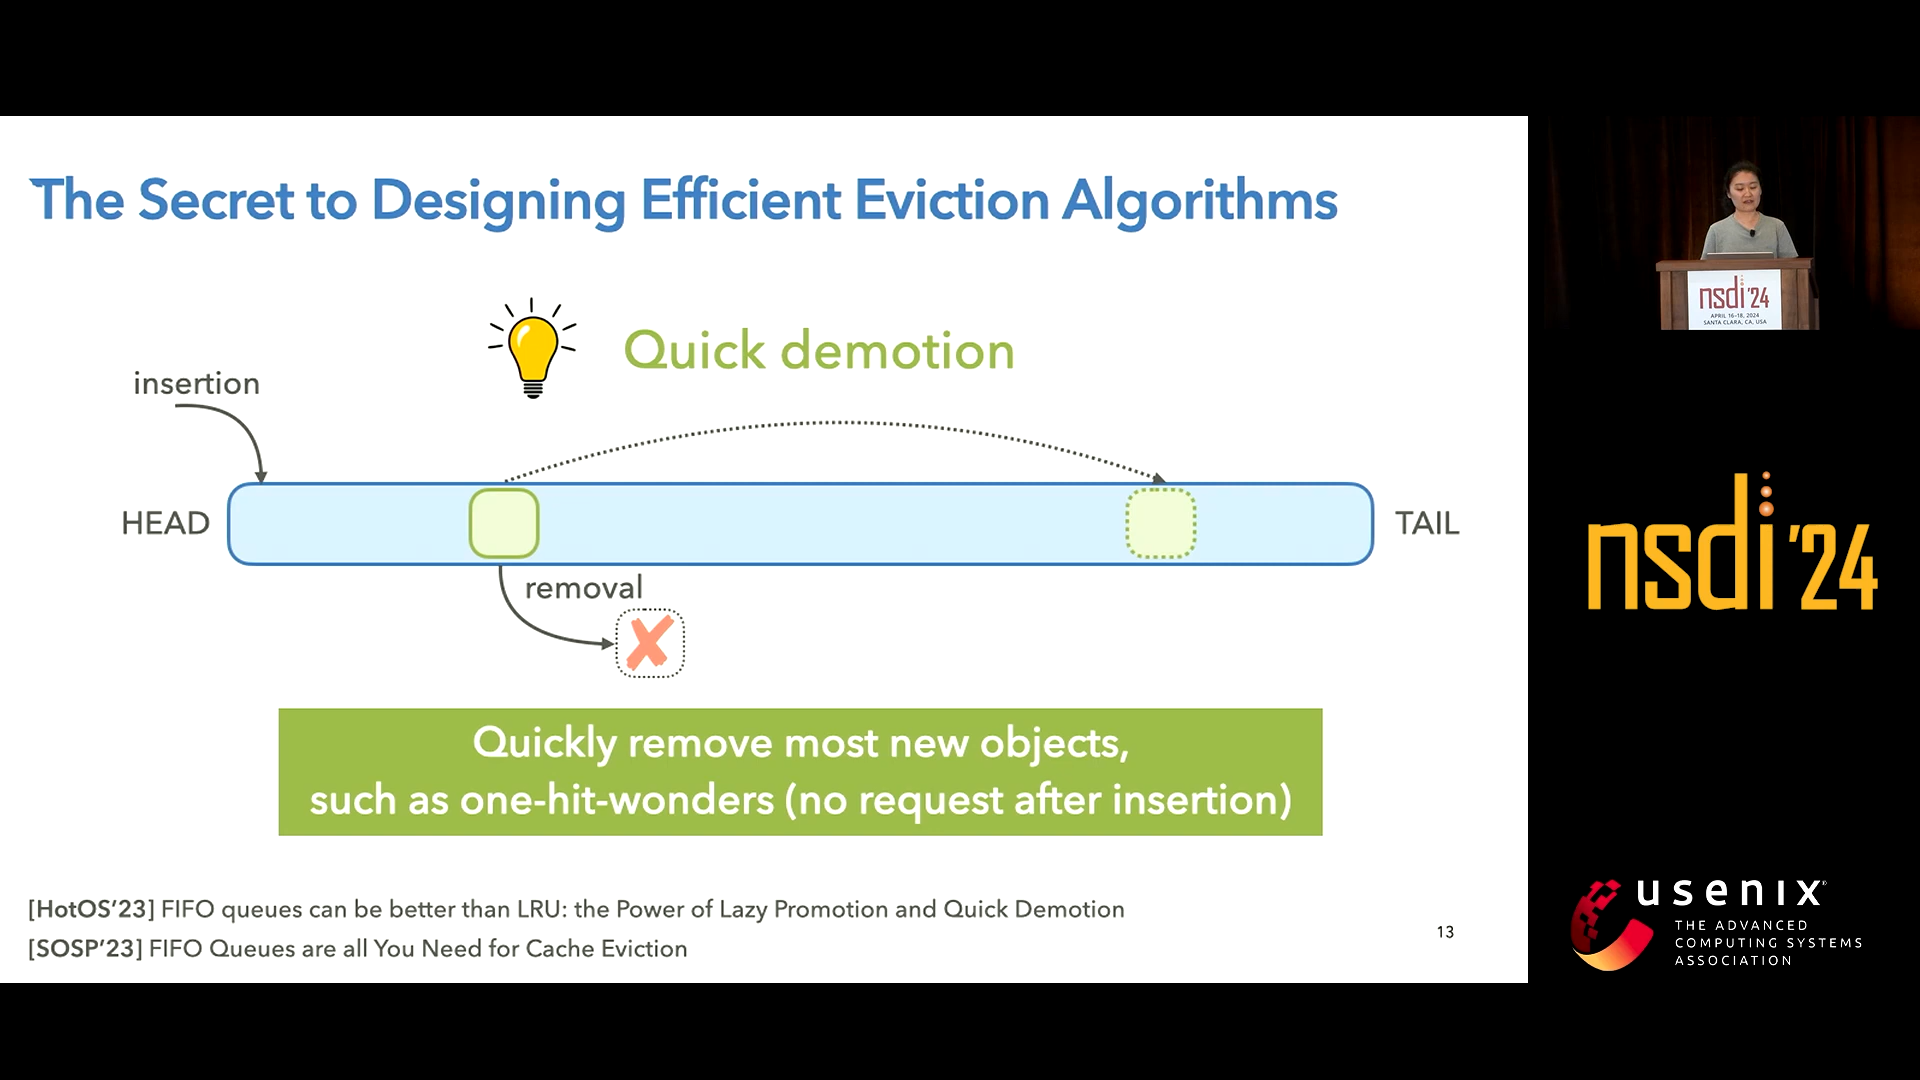 The Secret to Designing Efficient Eviction Algorithms
Quick demotion
insertion
HEAD
TAIL
removal
Quickly remove most new objects,
such as one-hit-wonders (no request after insertion)
[HotOS'23] FIFO queues can be better than LRU: the Power of Lazy Promotion and Quick Demotion
[SOSP'23] FIFO Queues are all You Need for Cache Eviction
13
nsdi '24
APRIL 16-18, 2024
SANTA CLARA, CA, USA
nsdi '24
usenix
THE ADVANCED
COMPUTING SYSTEMS
ASSOCIATION